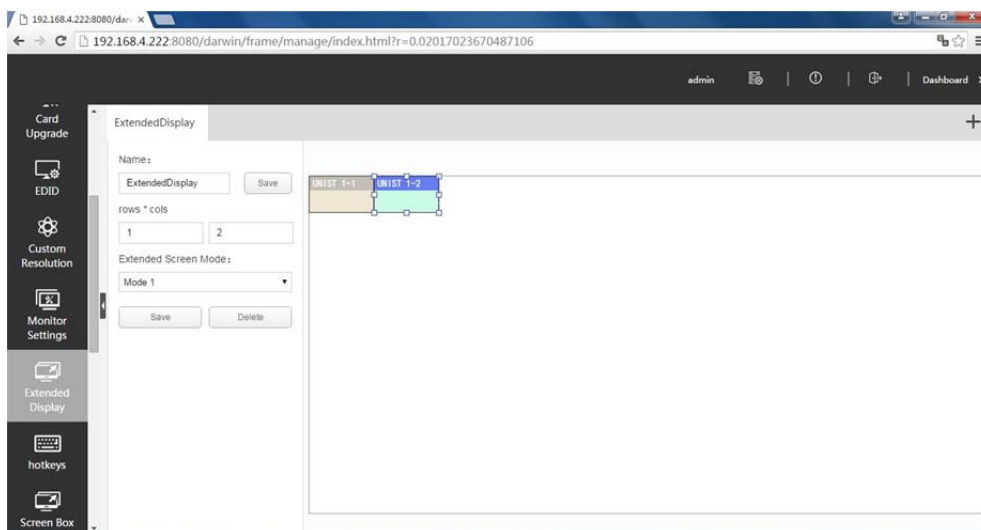 192.168.4.222:8080/dar
192.168.4.222:8080/darwin/frame/manage/index.html?r=0.02017023670487106
admin
Dashboard
Card
Upgrade
EDID
Custom
Resolution
Monitor
Settings
Extended
Display
hotkeys
Screen Box
ExtendedDisplay
Name:
ExtendedDisplay Save
rows * cols
1 2
Extended Screen Mode:
Mode 1
Save Delete
UNIST 1-1 UNIST 1-2